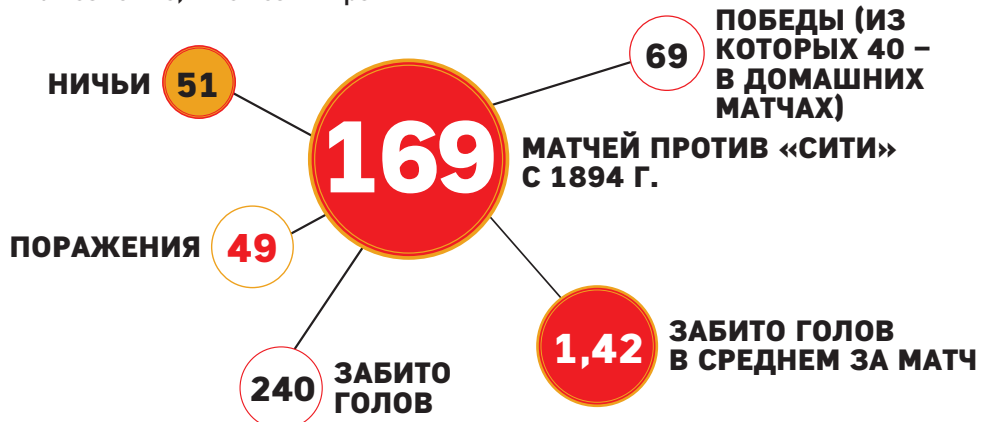 НИЧЬИ
51
69
ПОБЕДЫ (ИЗ
КОТОРЫХ 40 –
В ДОМАШНИХ
МАТЧАХ)
169
МАТЧЕЙ ПРОТИВ «СИТИ»
С 1894 Г.
ПОРАЖЕНИЯ
49
1,42
ЗАБИТО ГОЛОВ
В СРЕДНЕМ ЗА МАТЧ
240
ЗАБИТО
ГОЛОВ